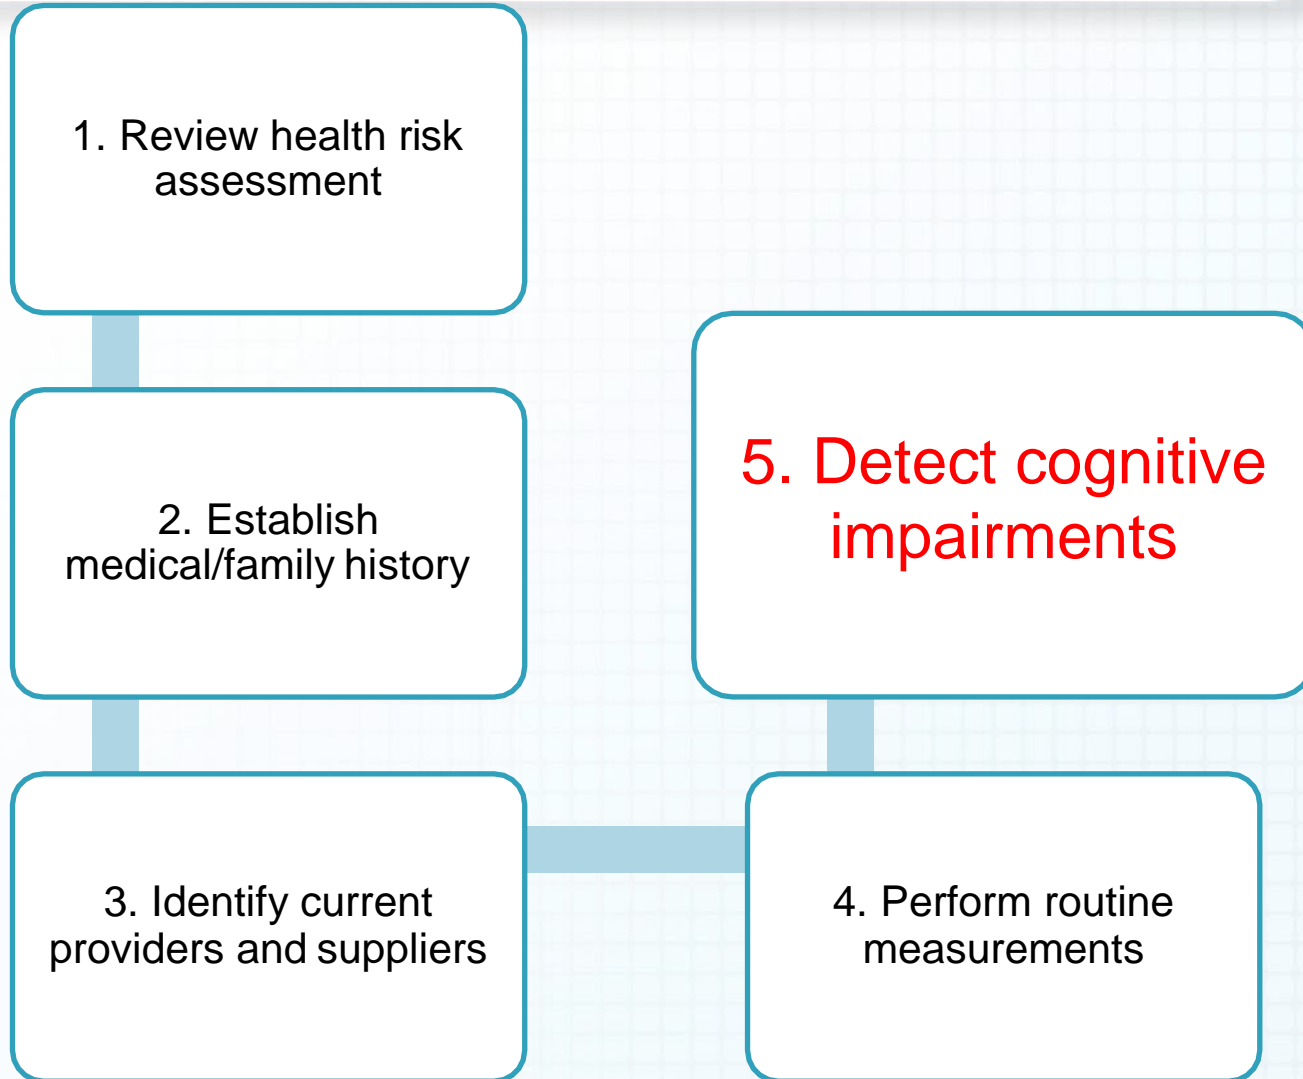 1. Review health risk
assessment
2. Establish
medical/family history
3. Identify current
providers and suppliers
4. Perform routine
measurements
5. Detect cognitive
impairments